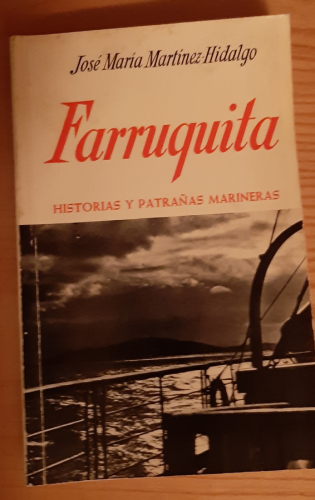 José María Martínez-Hidalgo
Farruquita
HISTORIAS Y PATRAÑAS MARINERAS